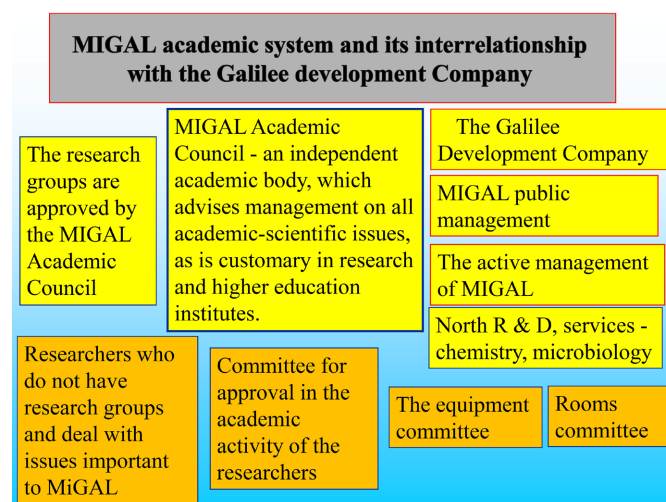 MIGAL academic system and its interrelationship
with the Galilee development Company
The research
groups are
approved by
the MIGAL
Academic
Council
MIGAL Academic
Council - an independent
academic body, which
advises management on all
academic-scientific issues,
as is customary in research
and higher education
institutes.
The Galilee
Development Company
MIGAL public
management
The active management
of MIGAL
North R & D, services -
chemistry, microbiology
Researchers who
do not have
research groups
and deal with
issues important
to MiGAL
Committee for
approval in the
academic
activity of the
researchers
The equipment
committee
Rooms
committee